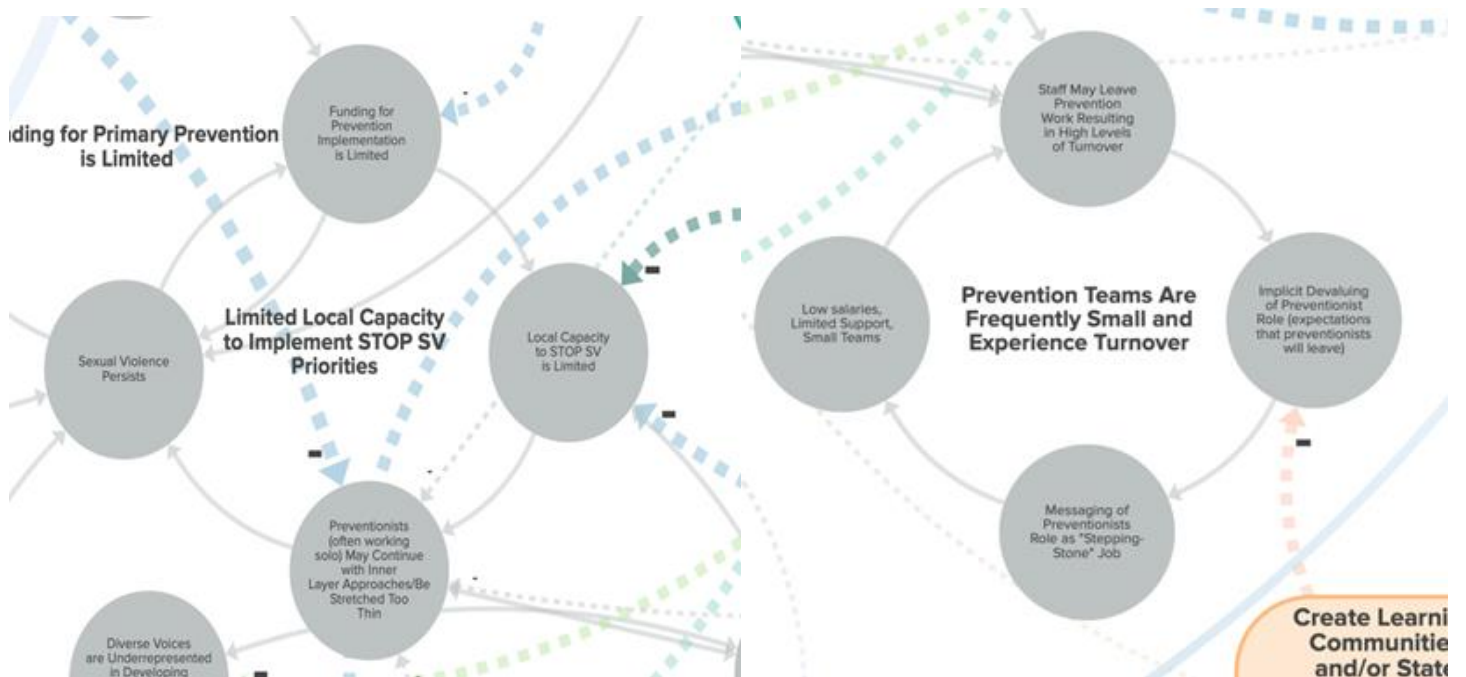 Funding for
Prevention
Implementation
is Limited
ding for Primary Prevention
is Limited
Limited Local Capacity
to Implement STOP SV
Priorities
Sexual Violence
Persists
Local Capacity
to STOP SV
is Limited
Preventionists
(often working
solo) May Continue
with Inner
Layer Approaches/Be
Stretched Too
Thin
Diverse Voices
are Underrepresented
in Developing
Staff May Leave
Prevention
Work Resulting
in High Levels
of Turnover
Low salaries,
Limited Support,
Small Teams
Prevention Teams Are
Frequently Small and
Experience Turnover
Implicit Devaluing
of Preventionist
Role (expectations
that preventionists
will leave)
Messaging of
Preventionists
Role as "Stepping-
Stone" Job
Create Learni
Communitie
and/or State